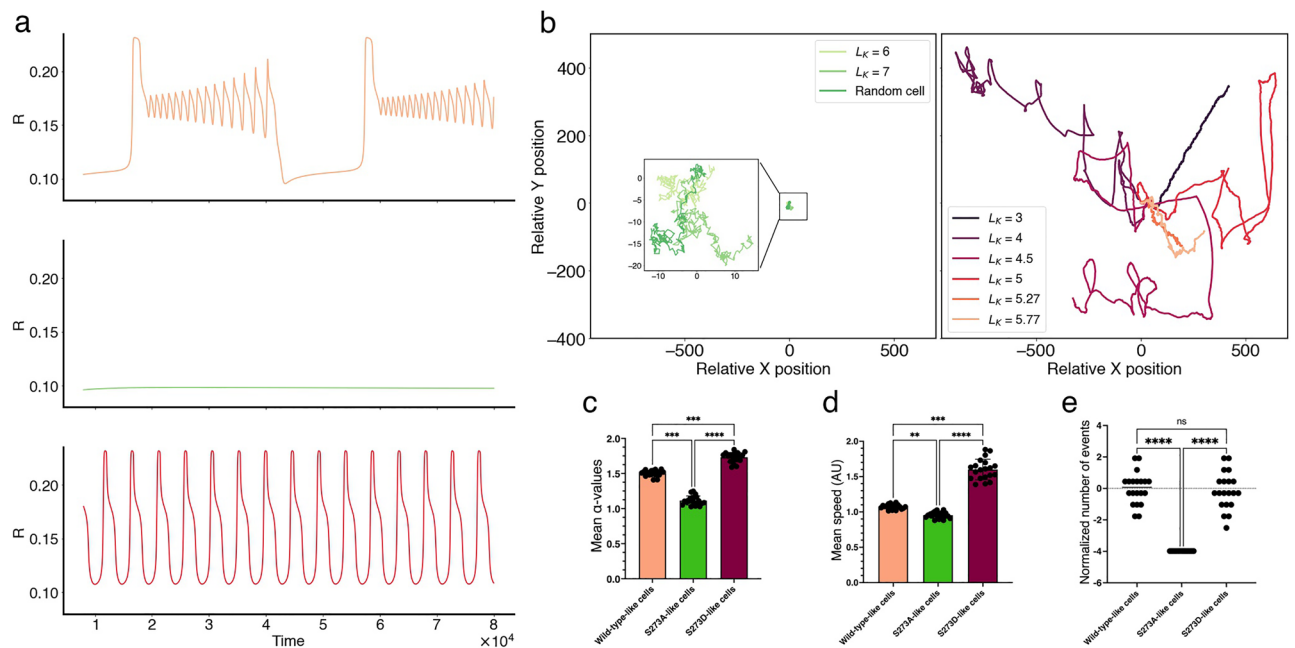 a
R
0.20
0.15
0.10
R
0.20
0.15
0.10
R
0.20
0.15
0.10
1 2 3 4 5 6 7 8
Time
×10⁴
b
Relative Y position
400
200
0
−200
−400
L_K = 6
L_K = 7
Random cell
0
−5
−10
−15
−20
−10 0 10
−500 0 500
Relative X position
L_K = 3
L_K = 4
L_K = 4.5
L_K = 5
L_K = 5.27
L_K = 5.77
−500 0 500
Relative X position
c
Mean α-values
2.0
1.5
1.0
0.5
0.0
***
*** ****
Wild-type-like cells
S273A-like cells
S273D-like cells
d
Mean speed (AU)
2.0
1.5
1.0
0.5
0.0
***
** ****
Wild-type-like cells
S273A-like cells
S273D-like cells
e
Normalized number of events
4
2
0
-2
-4
-6
ns
**** ****
Wild-type-like cells
S273A-like cells
S273D-like cells